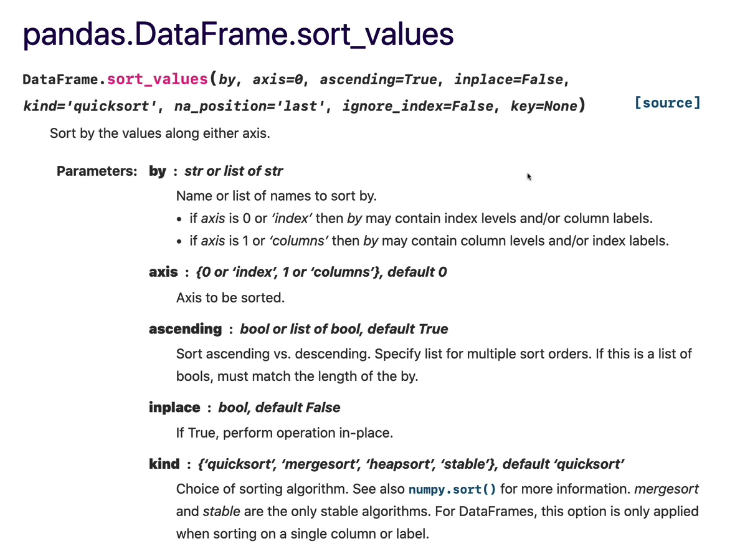 pandas.DataFrame.sort_values
DataFrame.sort_values(by, axis=0, ascending=True, inplace=False,
kind='quicksort', na_position='last', ignore_index=False, key=None) [source]
Sort by the values along either axis.
Parameters: by : str or list of str
Name or list of names to sort by.
• if axis is 0 or ‘index’ then by may contain index levels and/or column labels.
• if axis is 1 or ‘columns’ then by may contain column levels and/or index labels.
axis : {0 or ‘index’, 1 or ‘columns’}, default 0
Axis to be sorted.
ascending : bool or list of bool, default True
Sort ascending vs. descending. Specify list for multiple sort orders. If this is a list of
bools, must match the length of the by.
inplace : bool, default False
If True, perform operation in-place.
kind : {‘quicksort’, ‘mergesort’, ‘heapsort’, ‘stable’}, default ‘quicksort’
Choice of sorting algorithm. See also numpy.sort() for more information. mergesort
and stable are the only stable algorithms. For DataFrames, this option is only applied
when sorting on a single column or label.